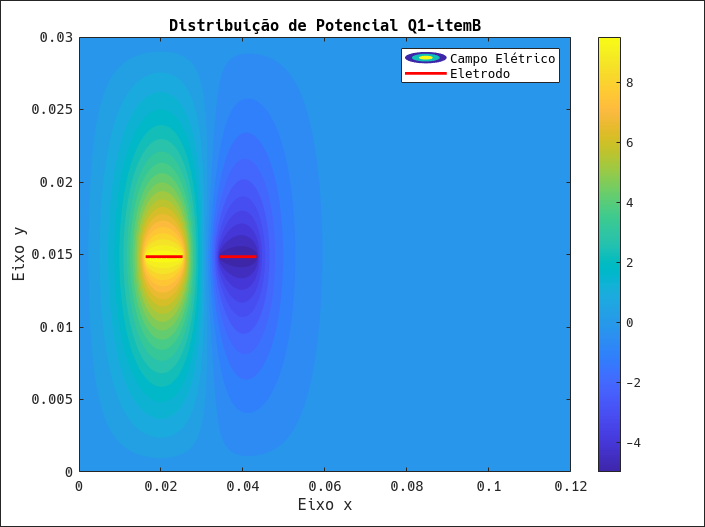 Distribuição de Potencial Q1-itemB
Campo Elétrico
Eletrodo
0.03
0.025
0.02
0.015
0.01
0.005
0
Eixo y
0 0.02 0.04 0.06 0.08 0.1 0.12
Eixo x
8
6
4
2
0
-2
-4